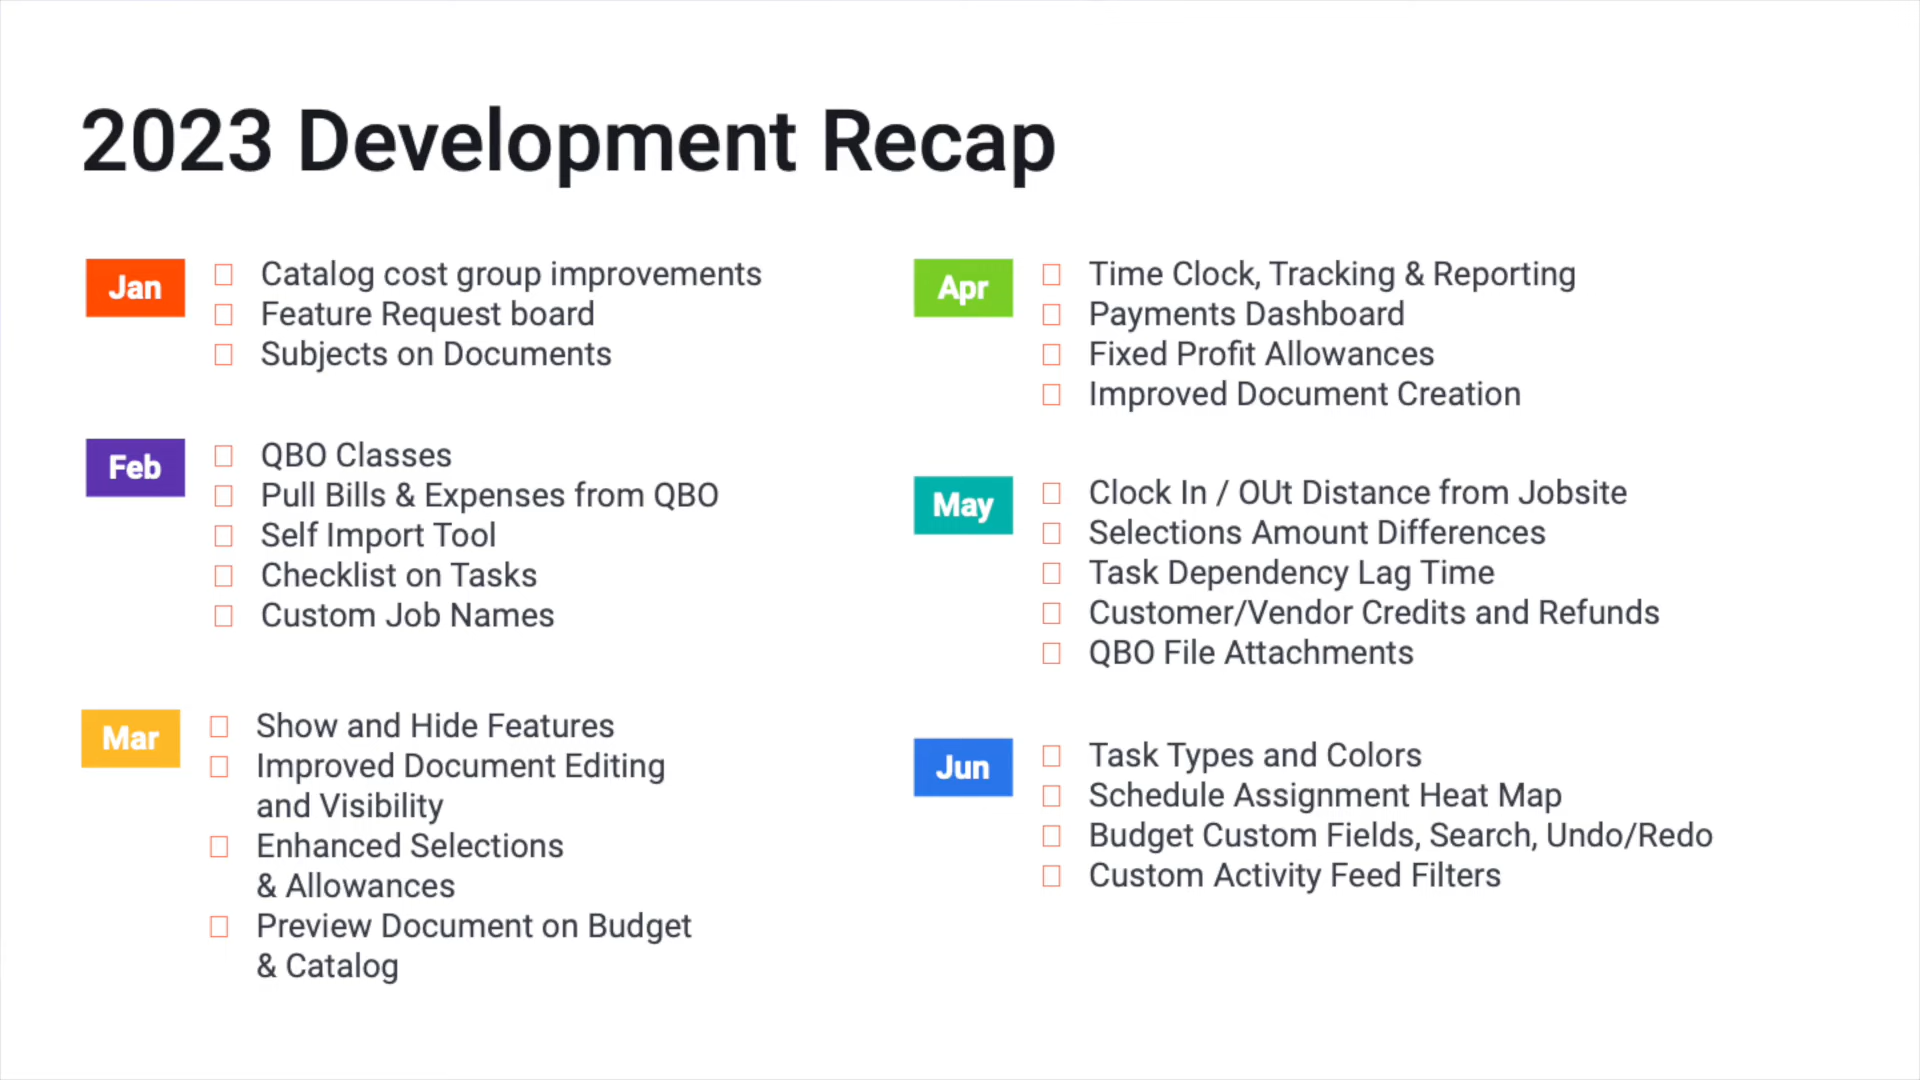 2023 Development Recap
Jan
Catalog cost group improvements
Feature Request board
Subjects on Documents
Feb
QBO Classes
Pull Bills & Expenses from QBO
Self Import Tool
Checklist on Tasks
Custom Job Names
Mar
Show and Hide Features
Improved Document Editing
and Visibility
Enhanced Selections
& Allowances
Preview Document on Budget
& Catalog
Apr
Time Clock, Tracking & Reporting
Payments Dashboard
Fixed Profit Allowances
Improved Document Creation
May
Clock In / OUt Distance from Jobsite
Selections Amount Differences
Task Dependency Lag Time
Customer/Vendor Credits and Refunds
QBO File Attachments
Jun
Task Types and Colors
Schedule Assignment Heat Map
Budget Custom Fields, Search, Undo/Redo
Custom Activity Feed Filters